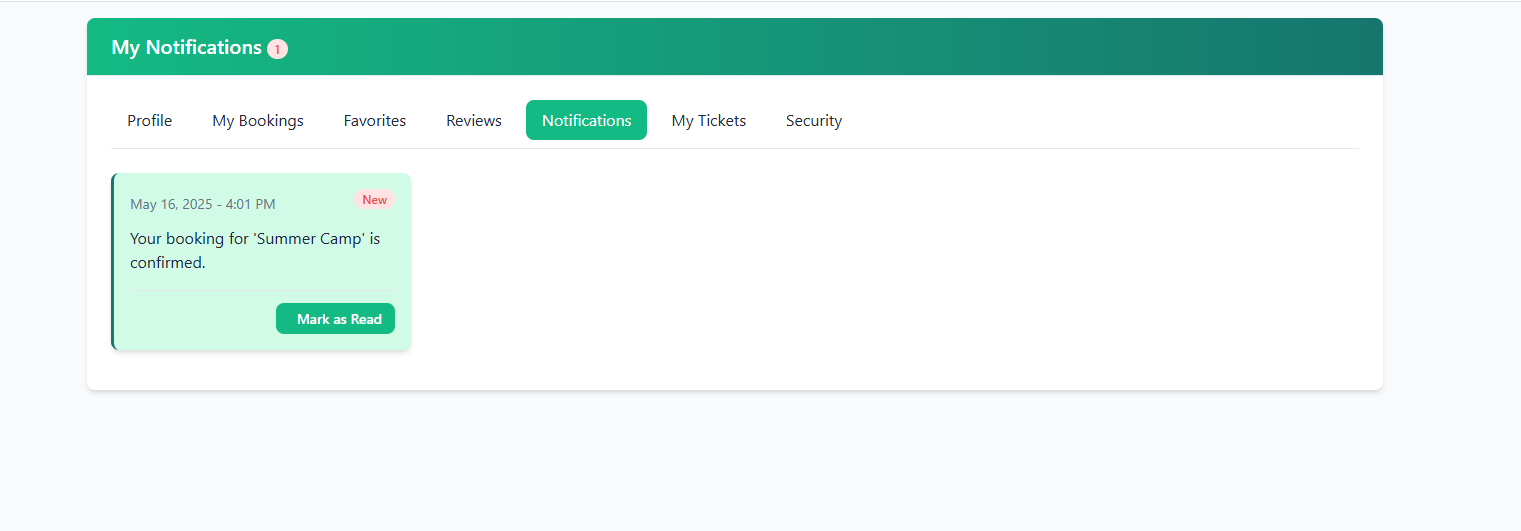 My Notifications 1
Profile My Bookings Favorites Reviews Notifications My Tickets Security
May 16, 2025 - 4:01 PM New
Your booking for 'Summer Camp' is
confirmed.
Mark as Read